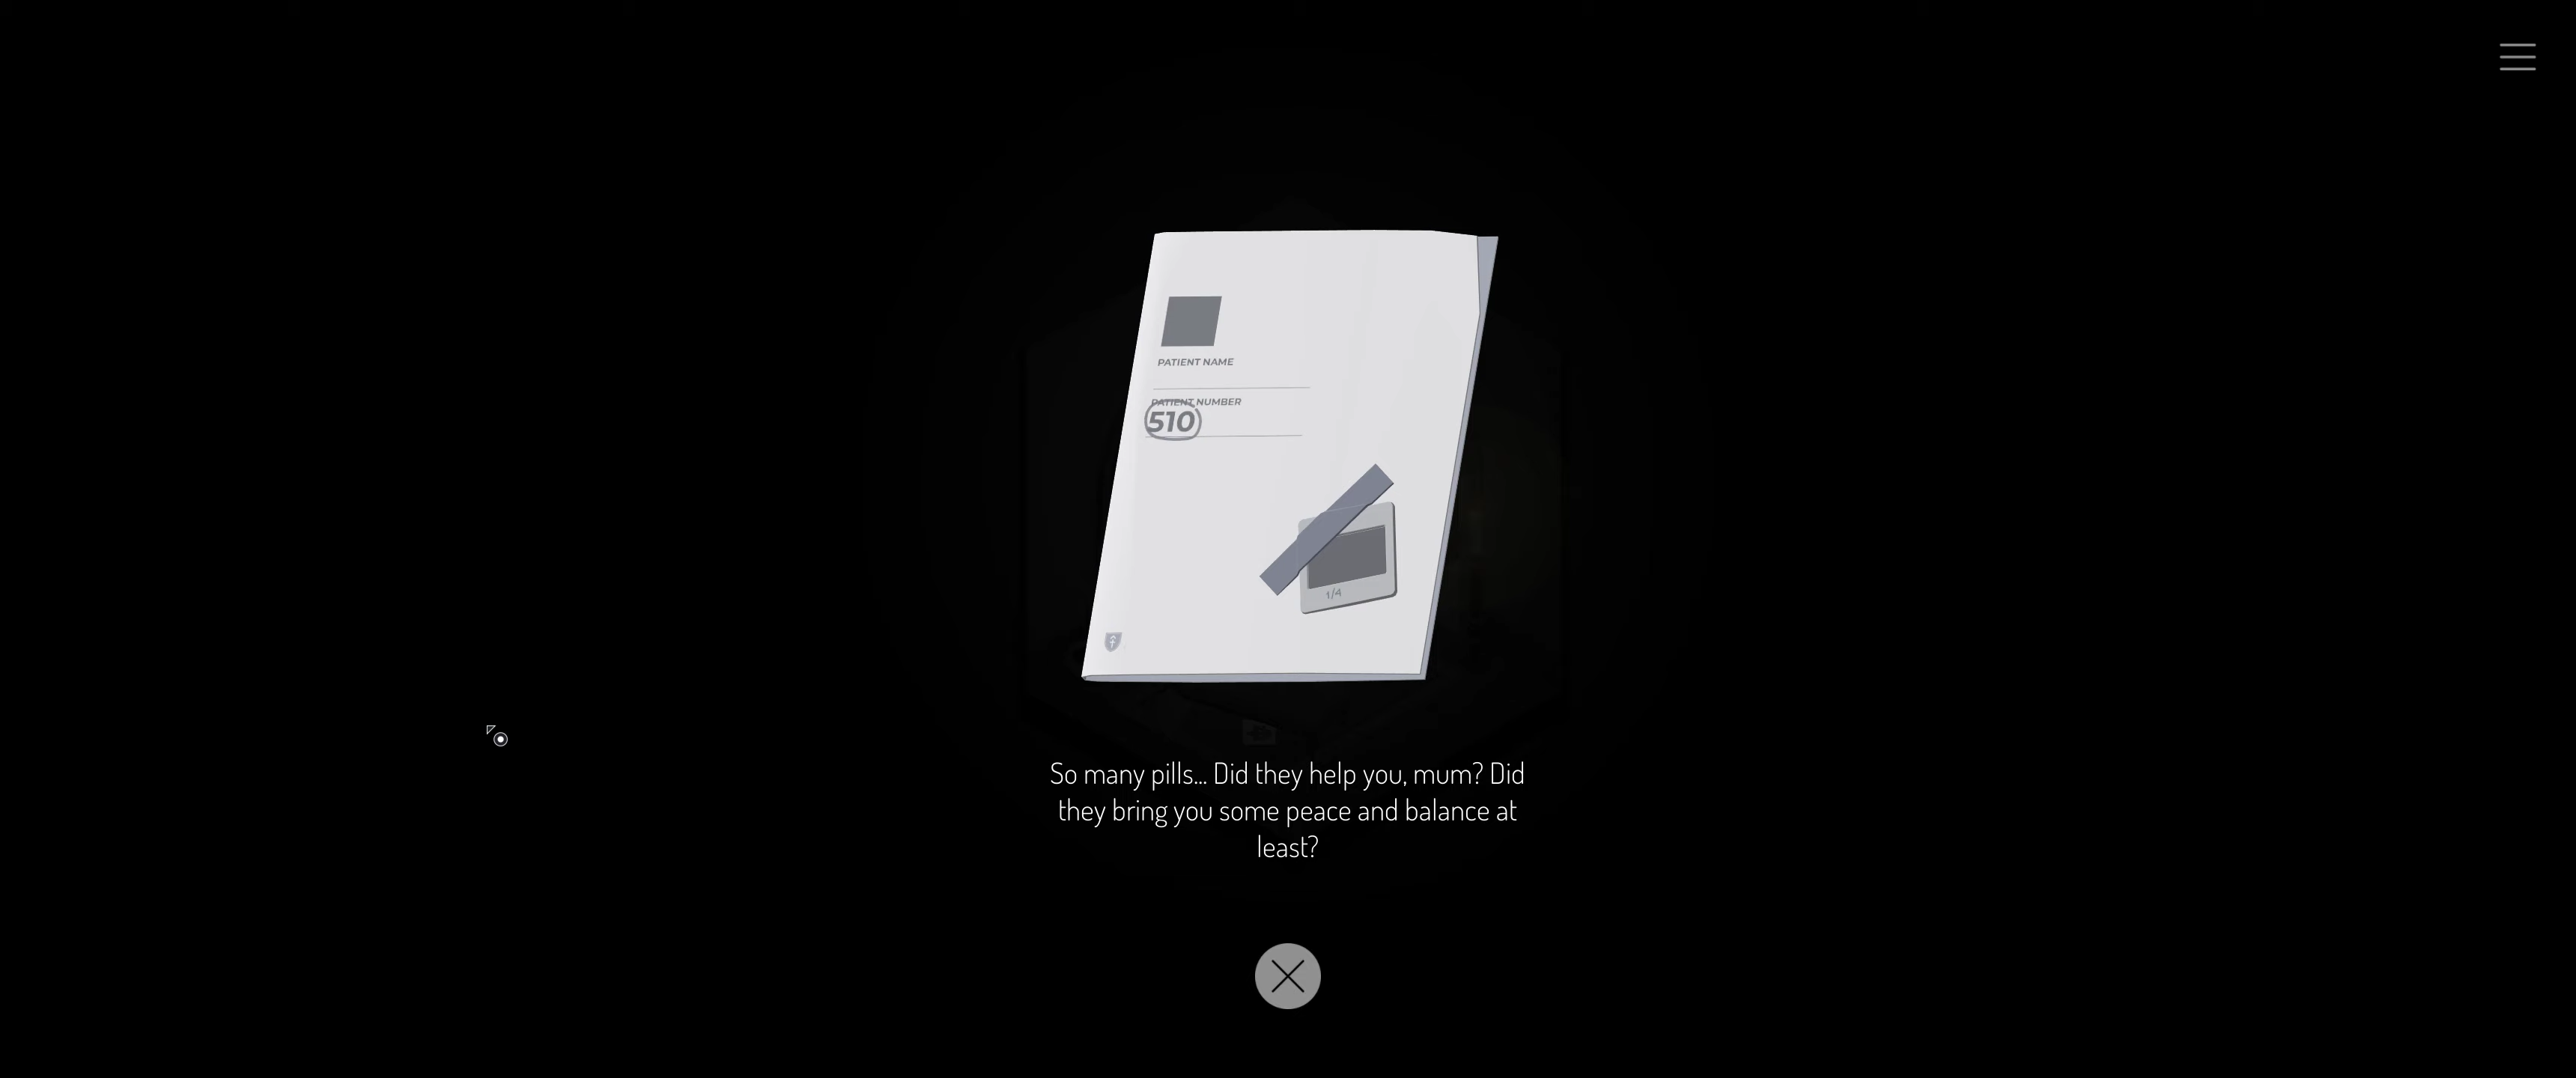 PATIENT NAME
PATIENT NUMBER
510
1/4
So many pills... Did they help you, mum? Did
they bring you some peace and balance at
least?